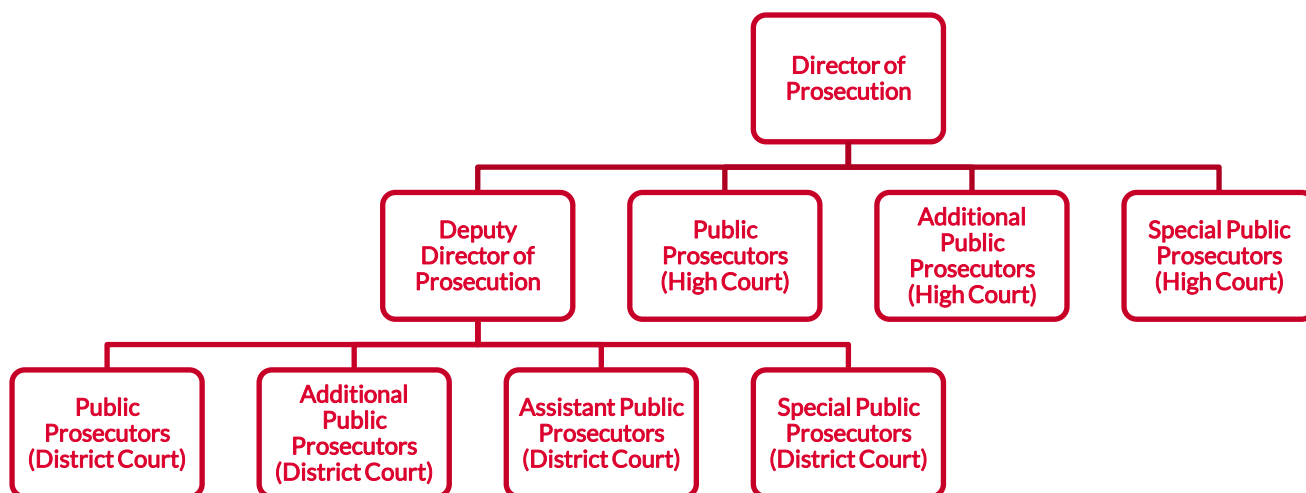 Director of
Prosecution
Deputy
Director of
Prosecution
Public
Prosecutors
(High Court)
Additional
Public
Prosecutors
(High Court)
Special Public
Prosecutors
(High Court)
Public
Prosecutors
(District Court)
Additional
Public
Prosecutors
(District Court)
Assistant Public
Prosecutors
(District Court)
Special Public
Prosecutors
(District Court)